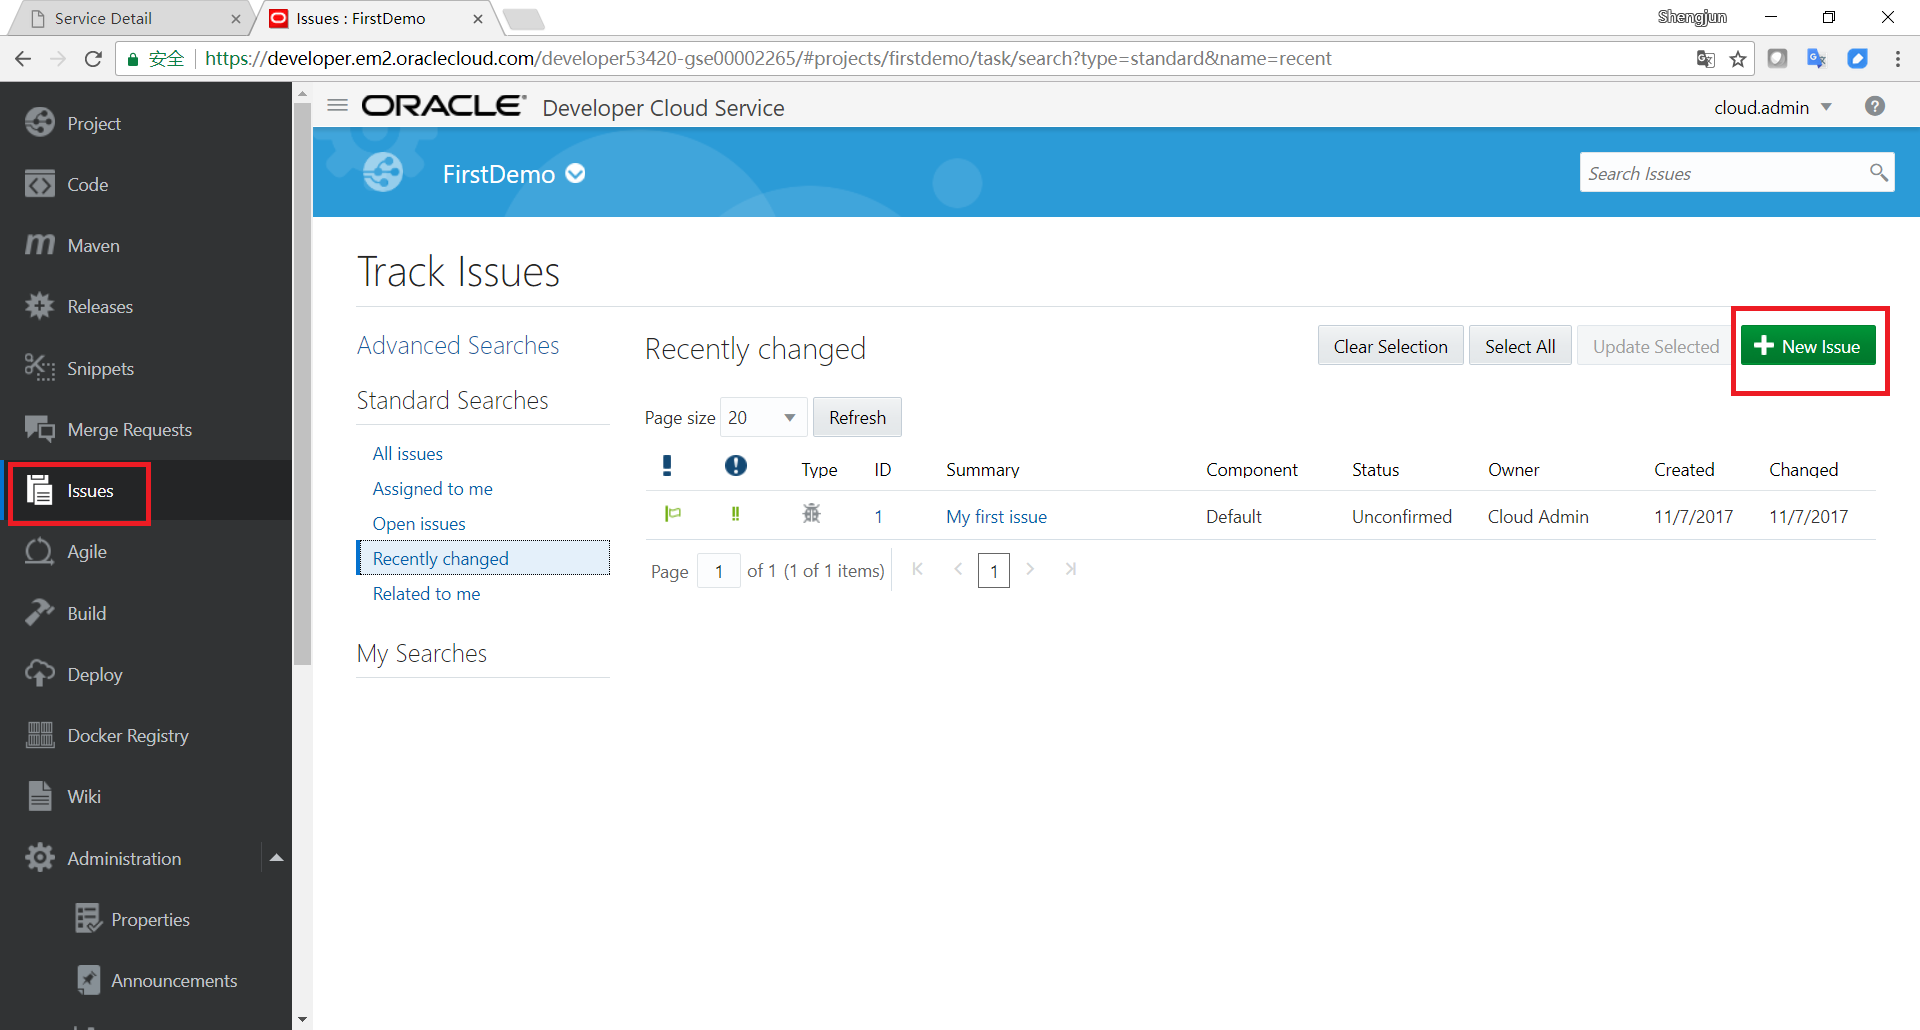 Service Detail
Issues : FirstDemo
Shengjun
安全
https://developer.em2.oraclecloud.com/developer53420-gse00002265/#projects/firstdemo/task/search?type=standard&name=recent
Project
Code
Maven
Releases
Snippets
Merge Requests
Issues
Agile
Build
Deploy
Docker Registry
Wiki
Administration
Properties
Announcements
ORACLE Developer Cloud Service
cloud.admin
FirstDemo
Search Issues
Track Issues
Advanced Searches
Standard Searches
All issues
Assigned to me
Open issues
Recently changed
Related to me
My Searches
Recently changed
Clear Selection Select All Update Selected New Issue
Page size 20 Refresh
Type ID Summary Component Status Owner Created Changed
1 My first issue Default Unconfirmed Cloud Admin 11/7/2017 11/7/2017
Page 1 of 1 (1 of 1 items) 1